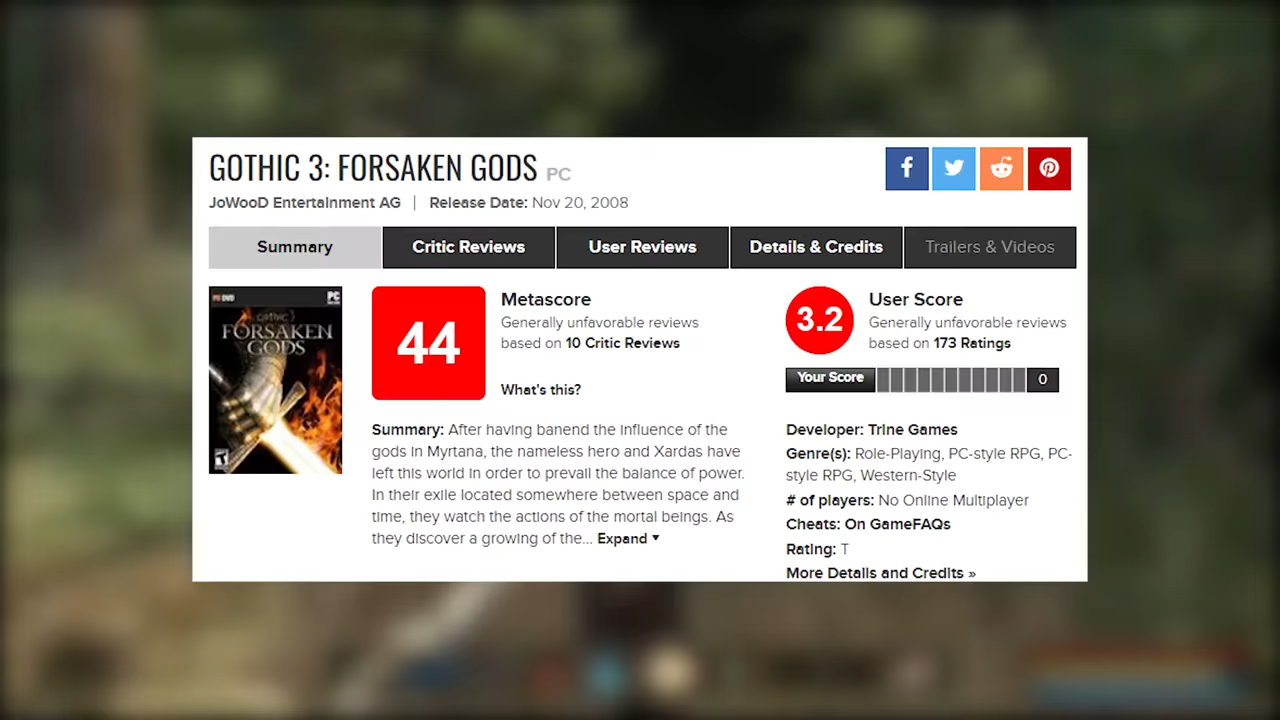 GOTHIC 3: FORSAKEN GODS PC
JoWooD Entertainment AG | Release Date: Nov 20, 2008
Summary Critic Reviews User Reviews Details & Credits Trailers & Videos
PC
gothic 3
FORSAKEN
GODS
44
Metascore
Generally unfavorable reviews
based on 10 Critic Reviews
What's this?
Summary: After having banend the influence of the
gods in Myrtana, the nameless hero and Xardas have
left this world in order to prevail the balance of power.
In their exile located somewhere between space and
time, they watch the actions of the mortal beings. As
they discover a growing of the... Expand
3.2
User Score
Generally unfavorable reviews
based on 173 Ratings
Your Score 0
Developer: Trine Games
Genre(s): Role-Playing, PC-style RPG, PC-
style RPG, Western-Style
# of players: No Online Multiplayer
Cheats: On GameFAQs
Rating: T
More Details and Credits »